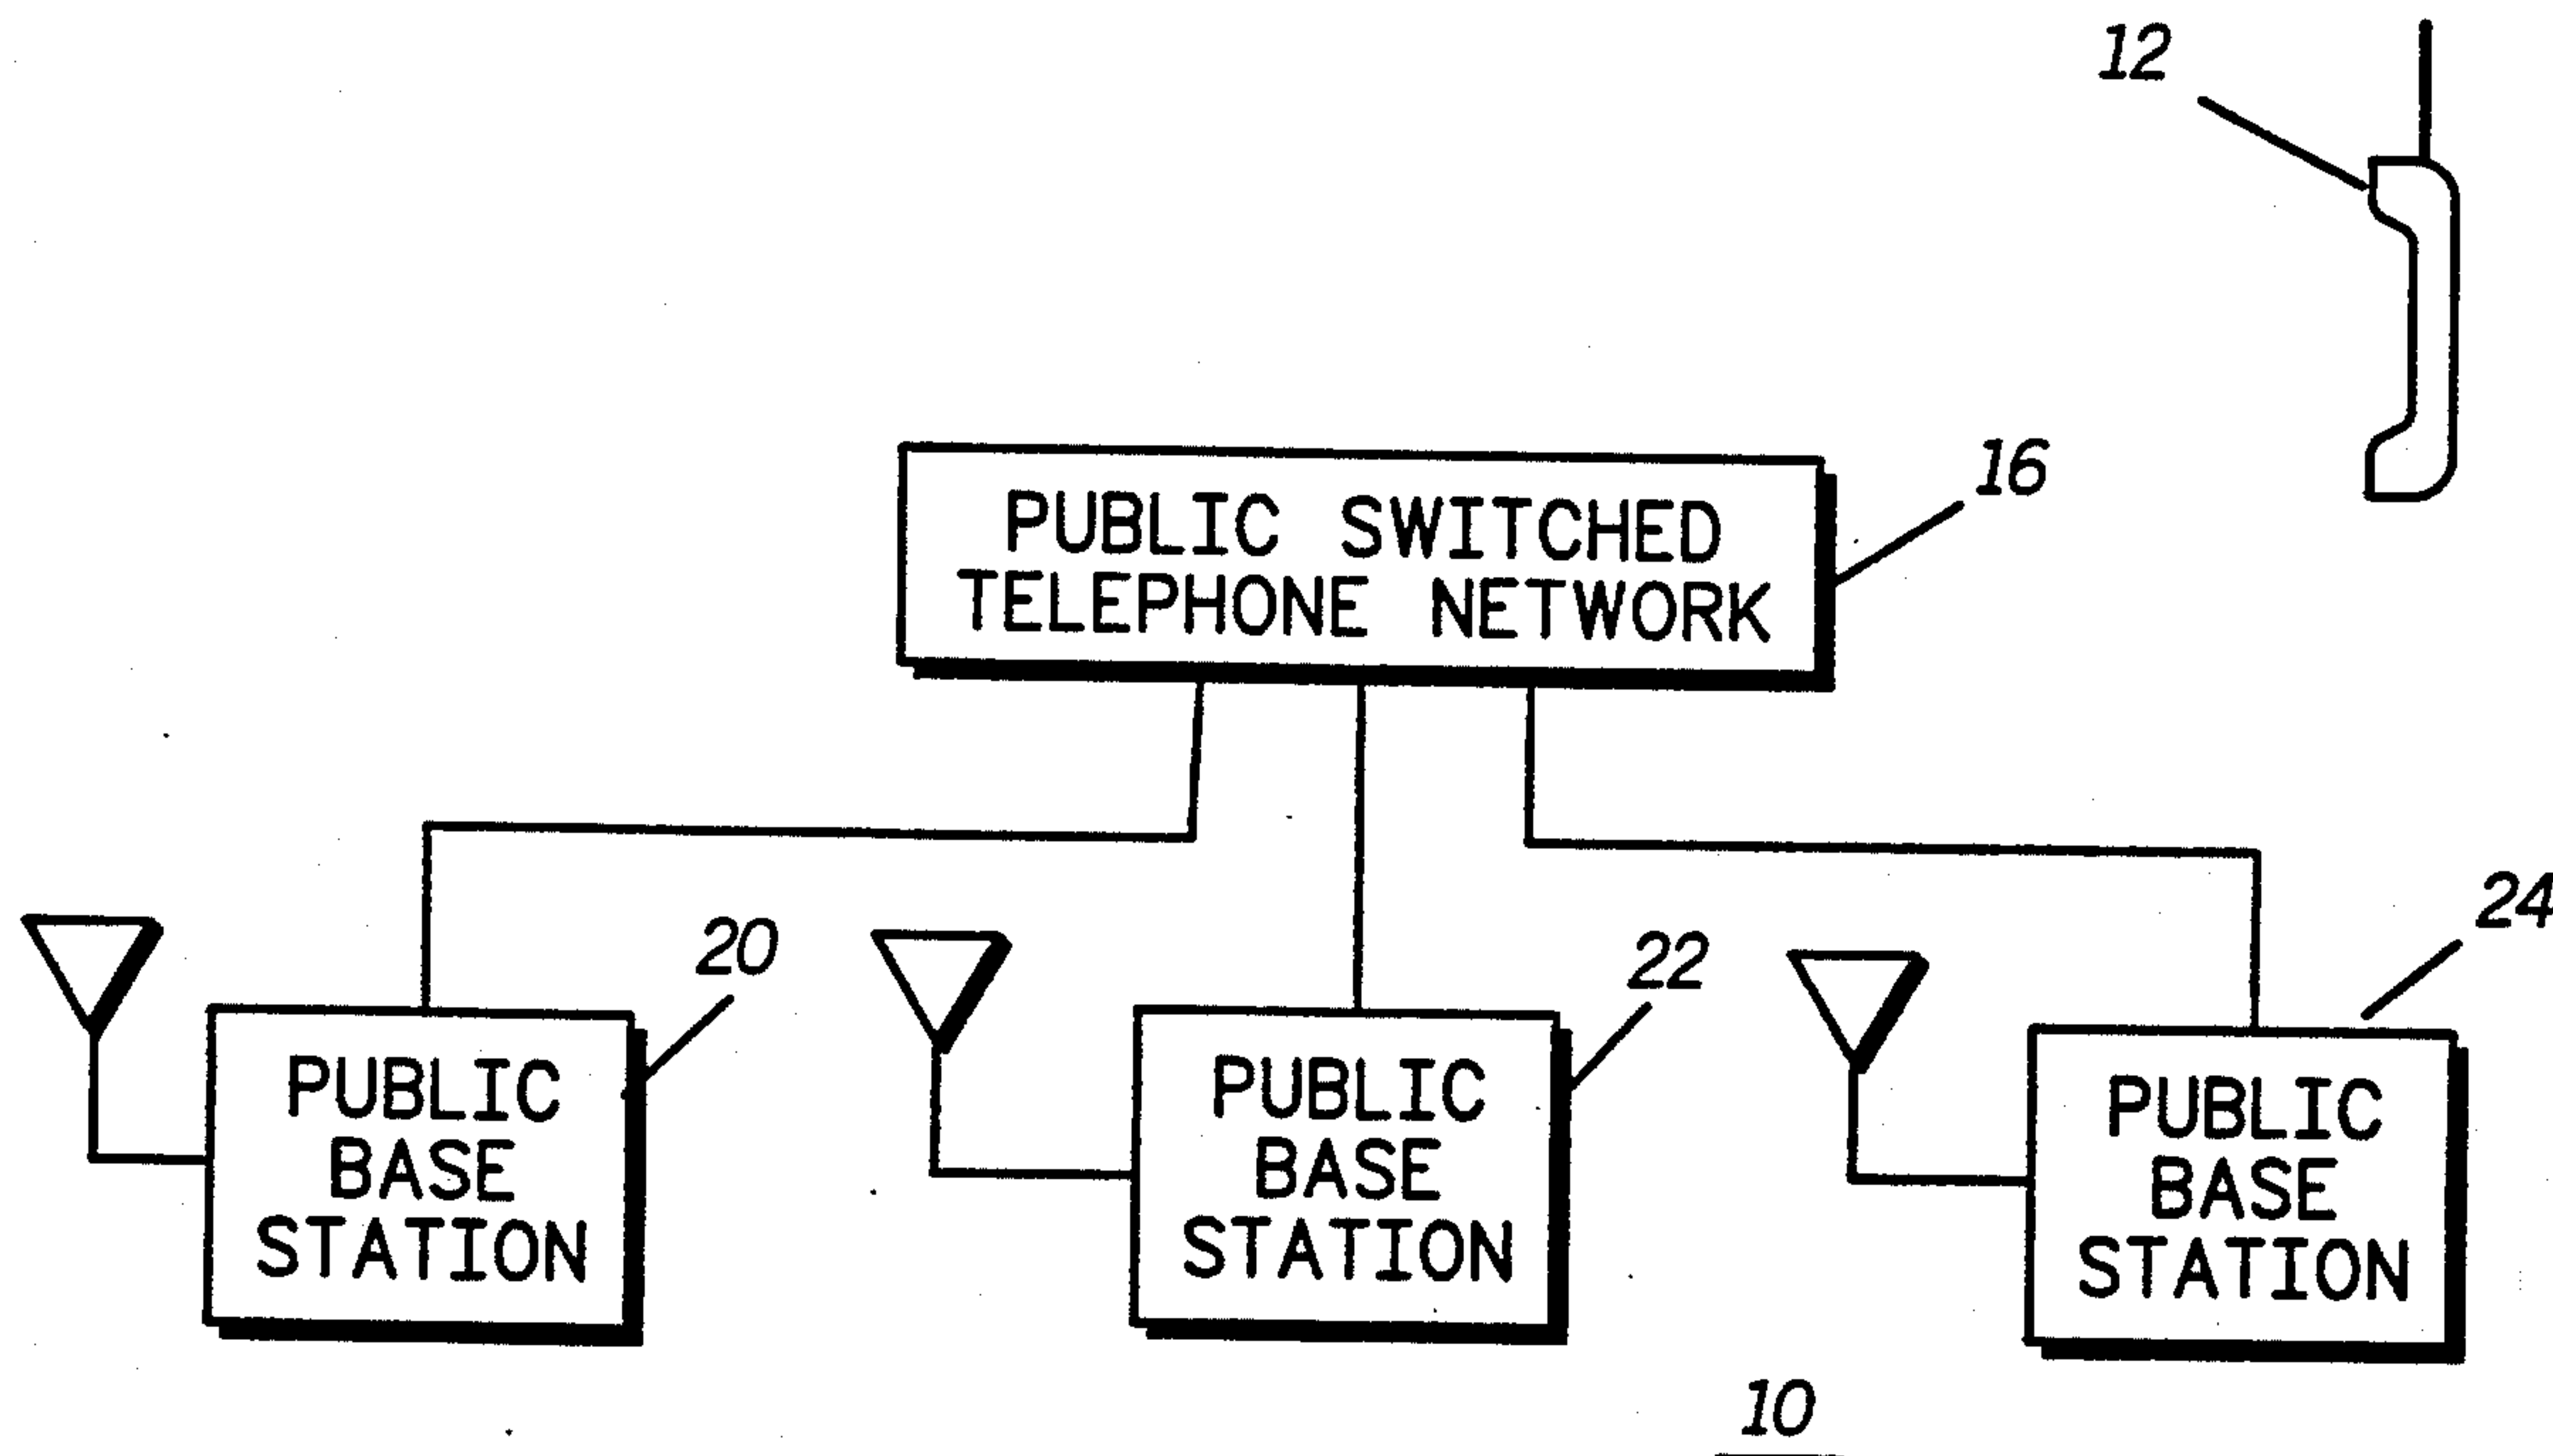 12
PUBLIC SWITCHED
TELEPHONE NETWORK
16
20
22
24
PUBLIC
BASE
STATION
PUBLIC
BASE
STATION
PUBLIC
BASE
STATION
10